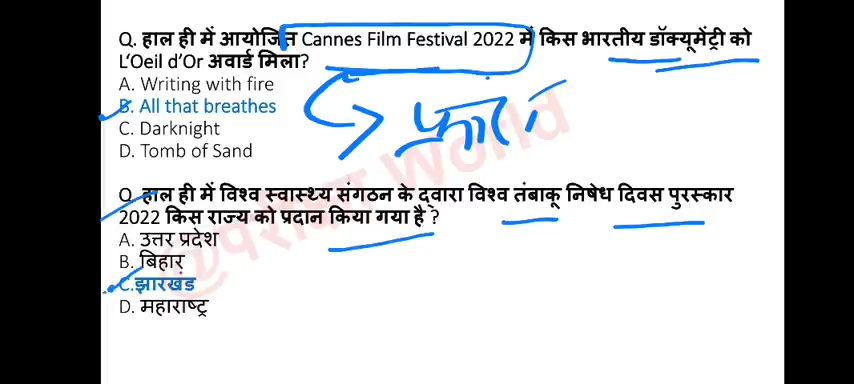 Q. हाल ही में आयोजित Cannes Film Festival 2022 में किस भारतीय डॉक्यूमेंट्री को
L'Oeil d'Or अवार्ड मिला?
A. Writing with fire
B. All that breathes
C. Darknight
D. Tomb of Sand
Q. हाल ही में विश्व स्वास्थ्य संगठन के द्वारा विश्व तंबाकू निषेध दिवस पुरस्कार
2022 किस राज्य को प्रदान किया गया है ?
A. उत्तर प्रदेश
B. बिहार
C.झारखंड
D. महाराष्ट्र
World